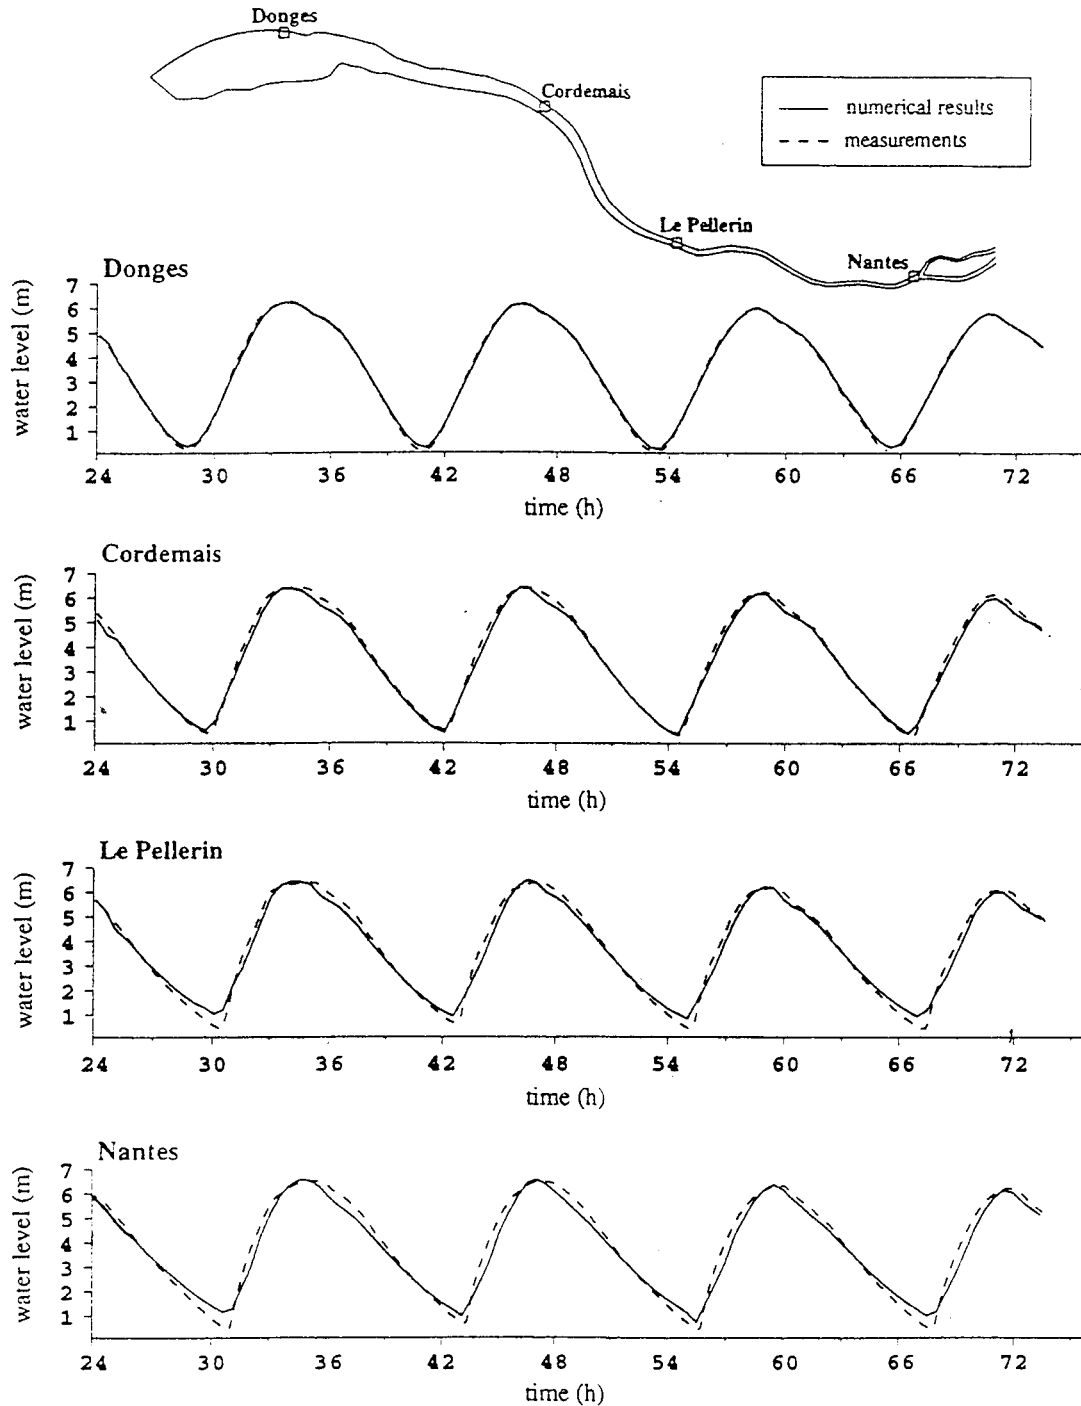 Donges
Cordemais
numerical results
measurements
Le Pellerin
Nantes
Donges
water level (m)
7
6
5
4
3
2
1
24 30 36 42 48 54 60 66 72
time (h)
Cordemais
water level (m)
7
6
5
4
3
2
1
24 30 36 42 48 54 60 66 72
time (h)
Le Pellerin
water level (m)
7
6
5
4
3
2
1
24 30 36 42 48 54 60 66 72
time (h)
Nantes
water level (m)
7
6
5
4
3
2
1
24 30 36 42 48 54 60 66 72
time (h)